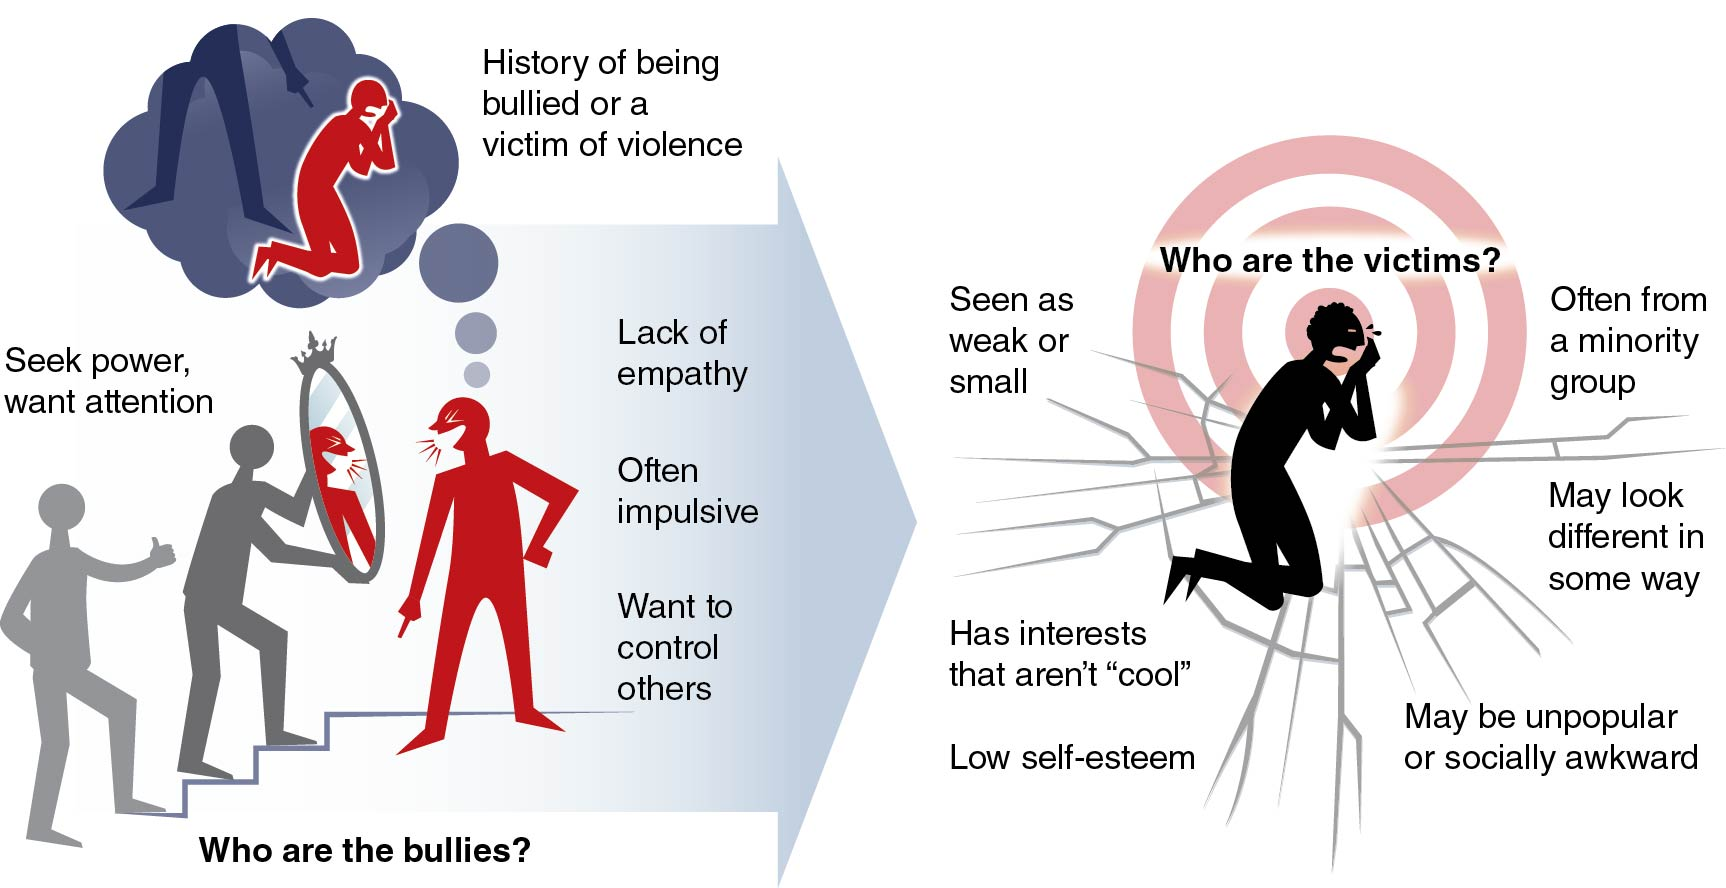 History of being
bullied or a
victim of violence
Seek power,
want attention
Lack of
empathy
Often
impulsive
Want to
control
others
Who are the bullies?
Who are the victims?
Seen as
weak or
small
Often from
a minority
group
May look
different in
some way
Has interests
that aren’t “cool”
Low self-esteem
May be unpopular
or socially awkward